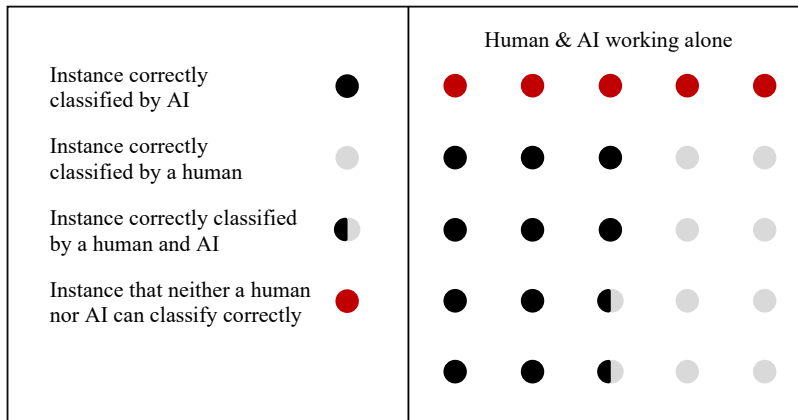 Human & AI working alone
Instance correctly
classified by AI
Instance correctly
classified by a human
Instance correctly classified
by a human and AI
Instance that neither a human
nor AI can classify correctly